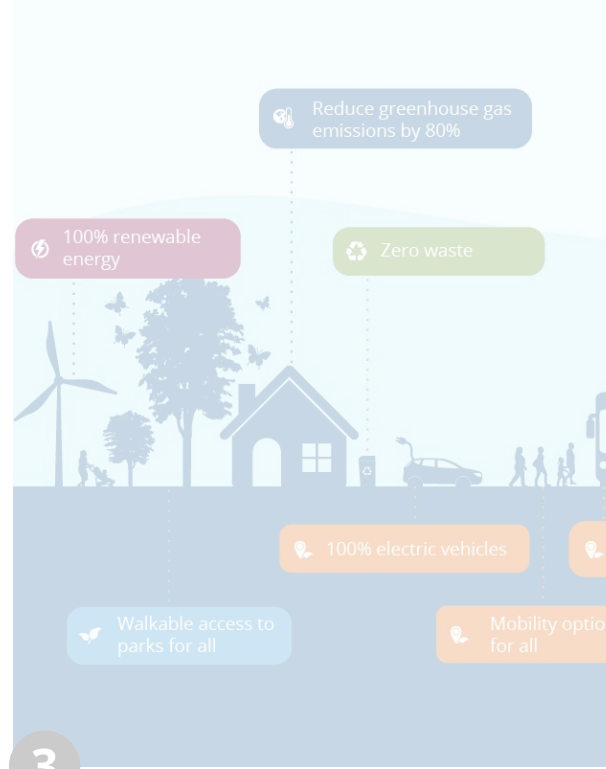 Reduce greenhouse gas
emissions by 80%
100% renewable
energy
Zero waste
100% electric vehicles
Walkable access to
parks for all
Mobility optio
for all
3